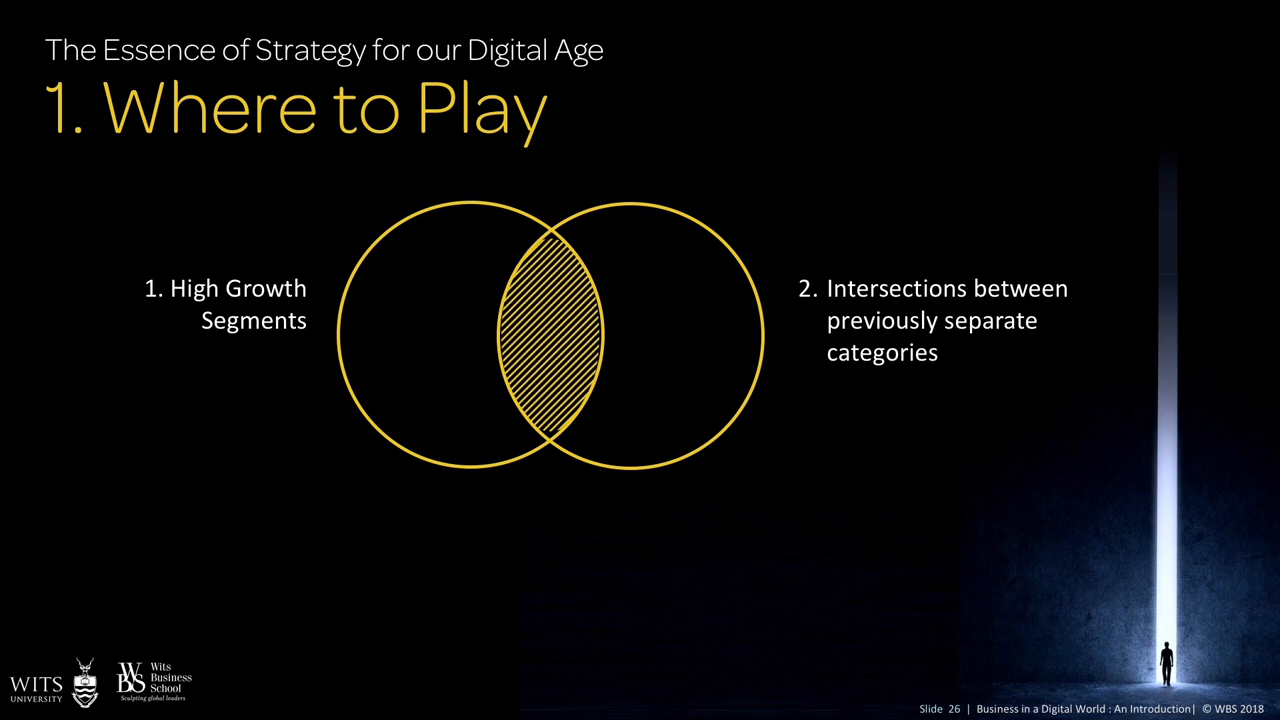 The Essence of Strategy for our Digital Age
1. Where to Play
1. High Growth
Segments
2. Intersections between
previously separate
categories
WITS
UNIVERSITY
WBS
Wits
Business
School
Sculpting global leaders
Slide 26 | Business in a Digital World : An Introduction| © WBS 2018